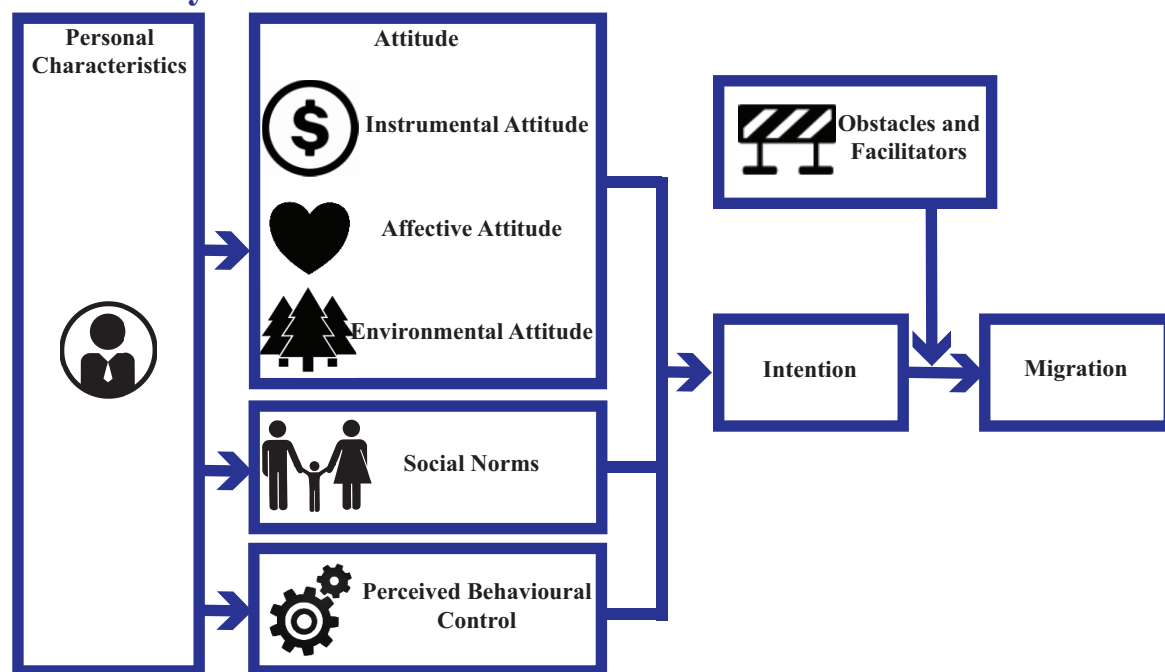 Personal
Characteristics
Attitude
$
Instrumental Attitude
Affective Attitude
Environmental Attitude
Social Norms
Perceived Behavioural
Control
Obstacles and
Facilitators
Intention
Migration